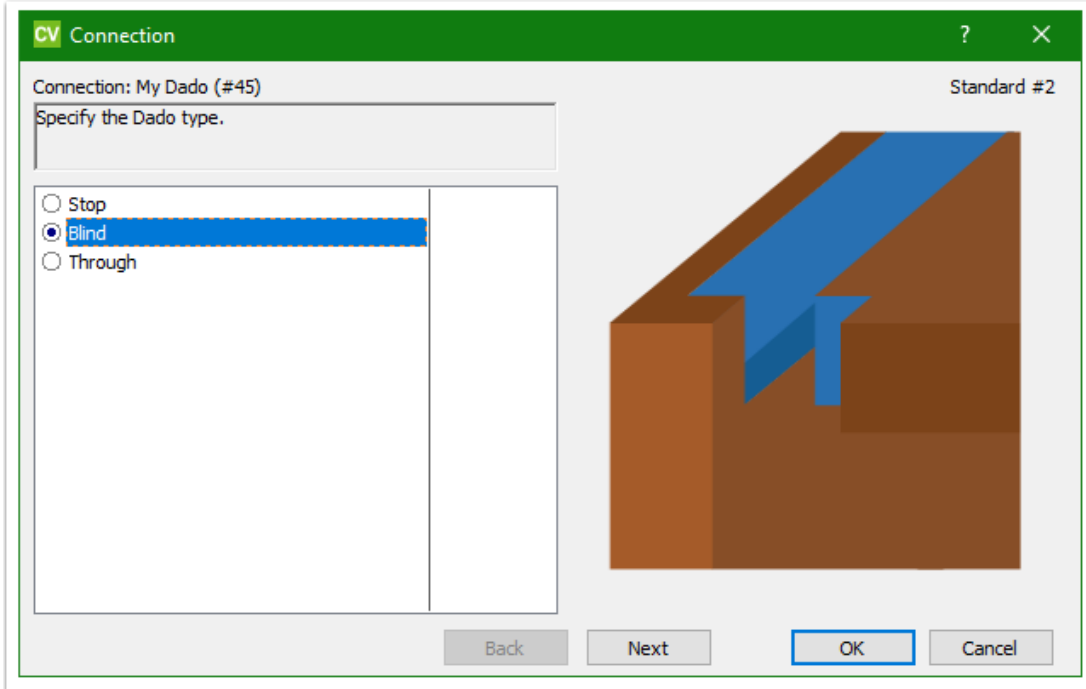 CV Connection ?
Connection: My Dado (#45) Standard #2
Specify the Dado type.
Stop
Blind
Through
Back Next OK Cancel